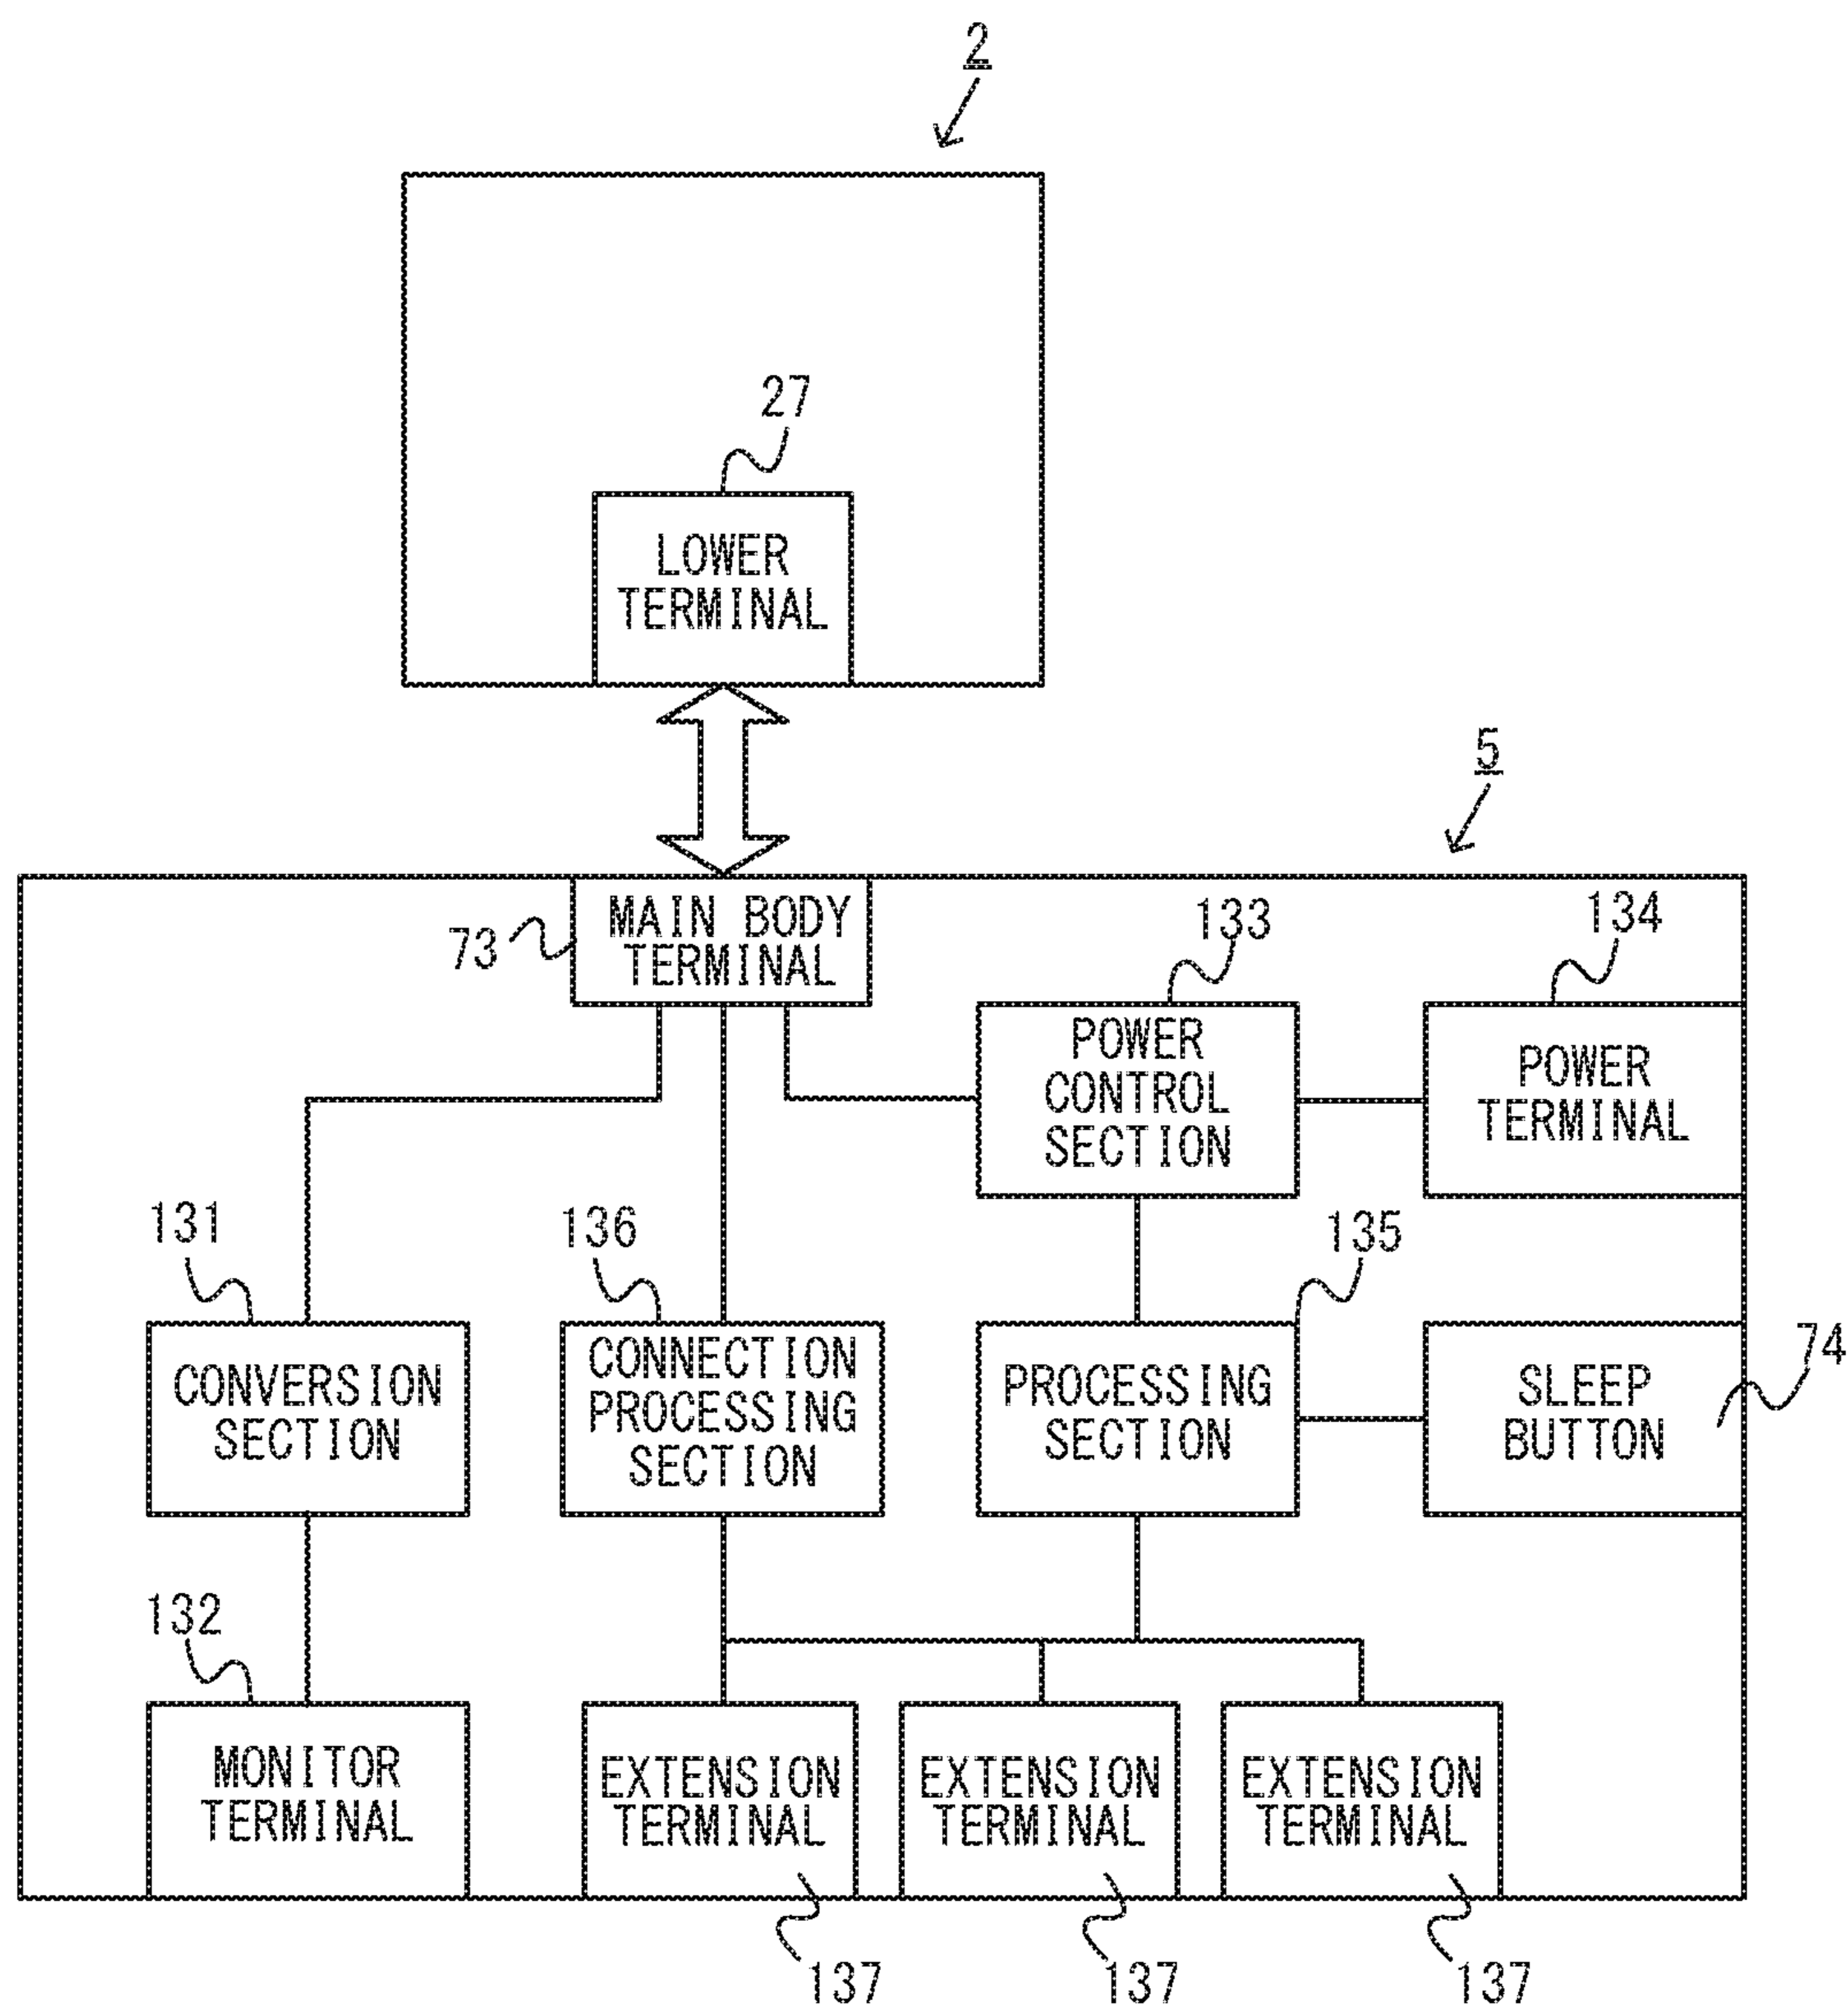 2
27
LOWER
TERMINAL
5
MAIN BODY
TERMINAL
73
133
134
POWER
CONTROL
SECTION
POWER
TERMINAL
131
136
135
74
CONVERSION
SECTION
CONNECTION
PROCESSING
SECTION
PROCESSING
SECTION
SLEEP
BUTTON
132
MONITOR
TERMINAL
EXTENSION
TERMINAL
EXTENSION
TERMINAL
EXTENSION
TERMINAL
137
137
137